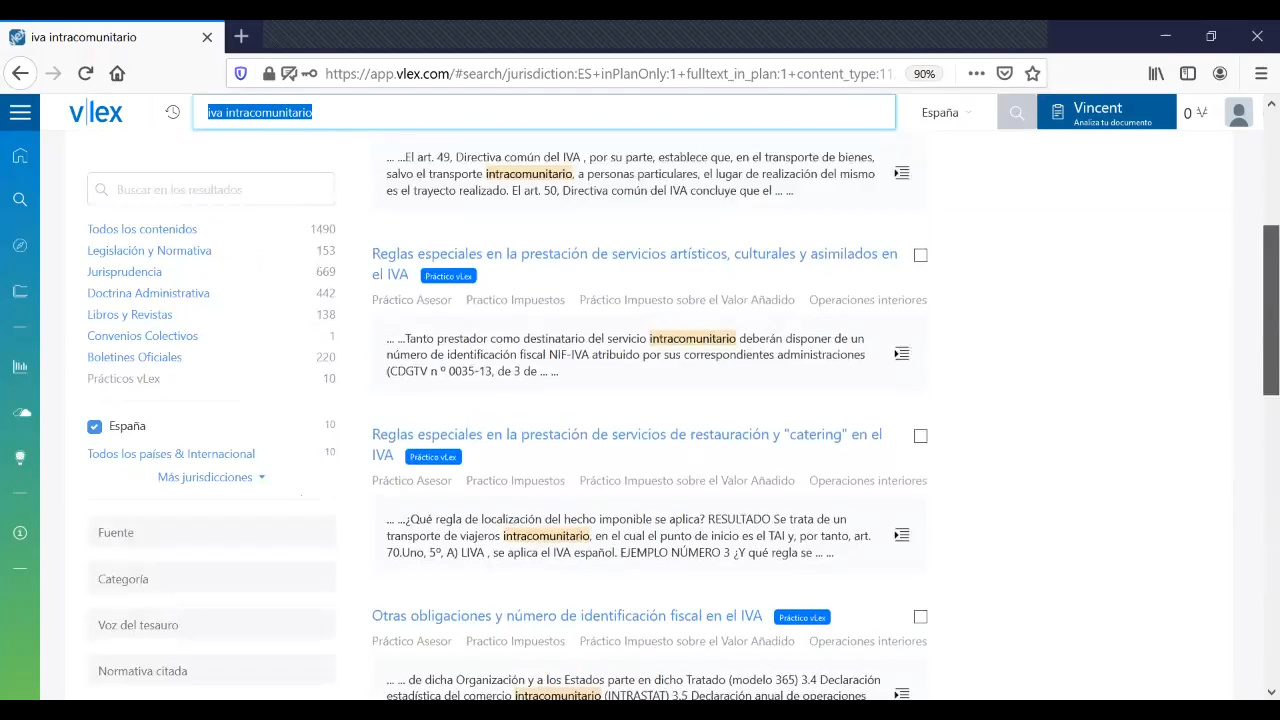 iva intracomunitario
https://app.vlex.com/#search/jurisdiction:ES+inPlanOnly:1+fulltext_in_plan:1+content_type:11
90%
v|lex
iva intracomunitario
España
Vincent
Analiza tu documento
0
Buscar en los resultados
Todos los contenidos 1490
Legislación y Normativa 153
Jurisprudencia 669
Doctrina Administrativa 442
Libros y Revistas 138
Convenios Colectivos 1
Boletines Oficiales 220
Prácticos vLex 10
España 10
Todos los países & Internacional 10
Más jurisdicciones
Fuente
Categoría
Voz del tesauro
Normativa citada
... ...El art. 49, Directiva común del IVA , por su parte, establece que, en el transporte de bienes,
salvo el transporte intracomunitario, a personas particulares, el lugar de realización del mismo
es el trayecto realizado. El art. 50, Directiva común del IVA concluye que el ... ...
Reglas especiales en la prestación de servicios artísticos, culturales y asimilados en
el IVA Práctico vLex
Práctico Asesor Practico Impuestos Práctico Impuesto sobre el Valor Añadido Operaciones interiores
... ...Tanto prestador como destinatario del servicio intracomunitario deberán disponer de un
número de identificación fiscal NIF-IVA atribuido por sus correspondientes administraciones
(CDGTV n º 0035-13, de 3 de ... ...
Reglas especiales en la prestación de servicios de restauración y "catering" en el
IVA Práctico vLex
Práctico Asesor Practico Impuestos Práctico Impuesto sobre el Valor Añadido Operaciones interiores
... ...¿Qué regla de localización del hecho imponible se aplica? RESULTADO Se trata de un
transporte de viajeros intracomunitario, en el cual el punto de inicio es el TAI y, por tanto, art.
70.Uno, 5º, A) LIVA , se aplica el IVA español. EJEMPLO NÚMERO 3 ¿Y qué regla se ... ...
Otras obligaciones y número de identificación fiscal en el IVA Práctico vLex
Práctico Asesor Practico Impuestos Práctico Impuesto sobre el Valor Añadido Operaciones interiores
... ... de dicha Organización y a los Estados parte en dicho Tratado (modelo 365) 3.4 Declaración
estadística del comercio intracomunitario (INTRASTAT) 3.5 Declaración anual de operaciones